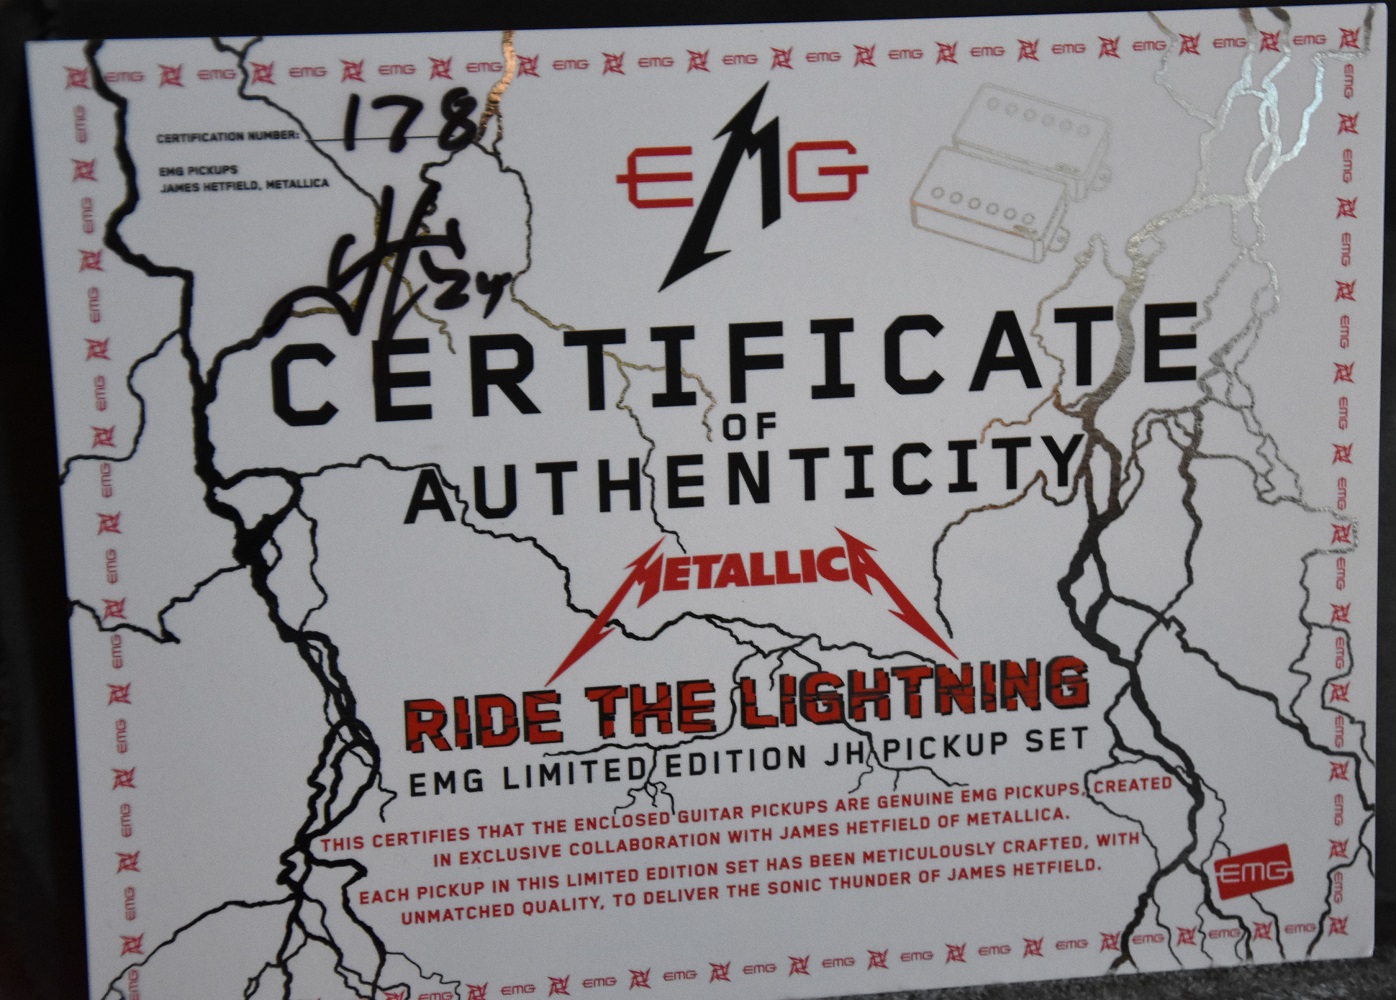 CERTIFICATION NUMBER: 178
EMG PICKUPS
JAMES HETFIELD, METALLICA
24
EMG
CERTIFICATE
OF
AUTHENTICITY
METALLICA
RIDE THE LIGHTNING
EMG LIMITED EDITION JH PICKUP SET
THIS CERTIFIES THAT THE ENCLOSED GUITAR PICKUPS ARE GENUINE EMG PICKUPS, CREATED
IN EXCLUSIVE COLLABORATION WITH JAMES HETFIELD OF METALLICA.
EACH PICKUP IN THIS LIMITED EDITION SET HAS BEEN METICULOUSLY CRAFTED, WITH
UNMATCHED QUALITY, TO DELIVER THE SONIC THUNDER OF JAMES HETFIELD.
EMG